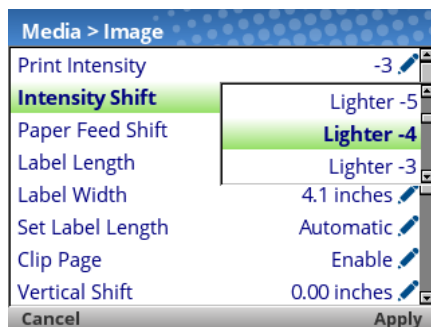 Media > Image
Print Intensity -3
Intensity Shift Lighter -5
Paper Feed Shift Lighter -4
Label Length Lighter -3
Label Width 4.1 inches
Set Label Length Automatic
Clip Page Enable
Vertical Shift 0.00 inches
Cancel Apply